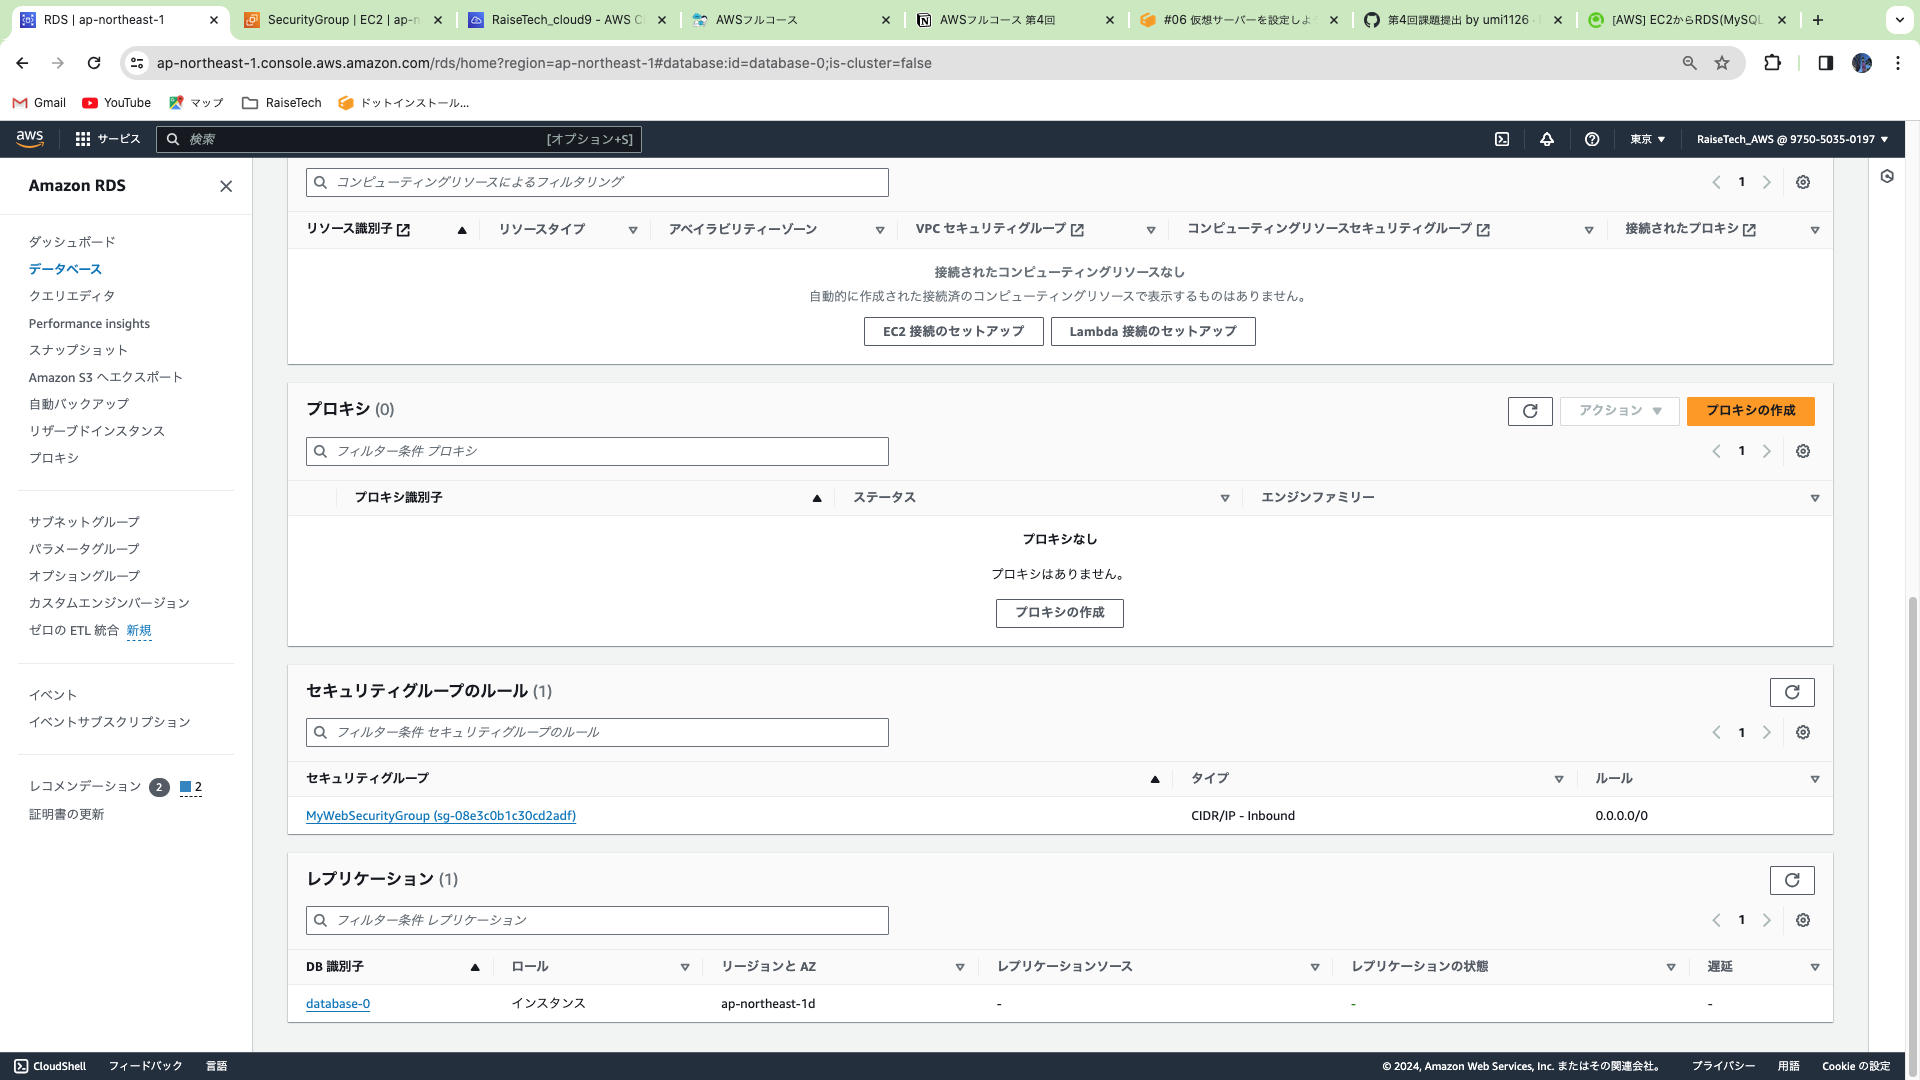 RDS | ap-northeast-1
SecurityGroup | EC2 | ap-n
RaiseTech_cloud9 - AWS Cl
AWSフルコース
AWSフルコース 第4回
#06 仮想サーバーを設定しよ
第4回課題提出 by umi1126 ·
[AWS] EC2からRDS(MySQL
ap-northeast-1.console.aws.amazon.com/rds/home?region=ap-northeast-1#database:id=database-0;is-cluster=false
Gmail
YouTube
マップ
RaiseTech
ドットインストール...
aws
サービス
検索
[オプション+S]
東京
RaiseTech_AWS @ 9750-5035-0197
Amazon RDS
ダッシュボード
データベース
クエリエディタ
Performance insights
スナップショット
Amazon S3 へエクスポート
自動バックアップ
リザーブドインスタンス
プロキシ
サブネットグループ
パラメータグループ
オプショングループ
カスタムエンジンバージョン
ゼロの ETL 統合 新規
イベント
イベントサブスクリプション
レコメンデーション 2 2
証明書の更新
コンピューティングリソースによるフィルタリング
1
リソース識別子 リソースタイプ アベイラビリティーゾーン VPC セキュリティグループ コンピューティングリソースセキュリティグループ 接続されたプロキシ
接続されたコンピューティングリソースなし
自動的に作成された接続済のコンピューティングリソースで表示するものはありません。
EC2 接続のセットアップ Lambda 接続のセットアップ
プロキシ (0)
アクション プロキシの作成
フィルター条件 プロキシ
1
プロキシ識別子 ステータス エンジンファミリー
プロキシなし
プロキシはありません。
プロキシの作成
セキュリティグループのルール (1)
フィルター条件 セキュリティグループのルール
1
セキュリティグループ タイプ ルール
MyWebSecurityGroup (sg-08e3c0b1c30cd2adf) CIDR/IP - Inbound 0.0.0.0/0
レプリケーション (1)
フィルター条件 レプリケーション
1
DB 識別子 ロール リージョンと AZ レプリケーションソース レプリケーションの状態 遅延
database-0 インスタンス ap-northeast-1d - - -
CloudShell フィードバック 言語
© 2024, Amazon Web Services, Inc. またはその関連会社。 プライバシー 用語 Cookie の設定